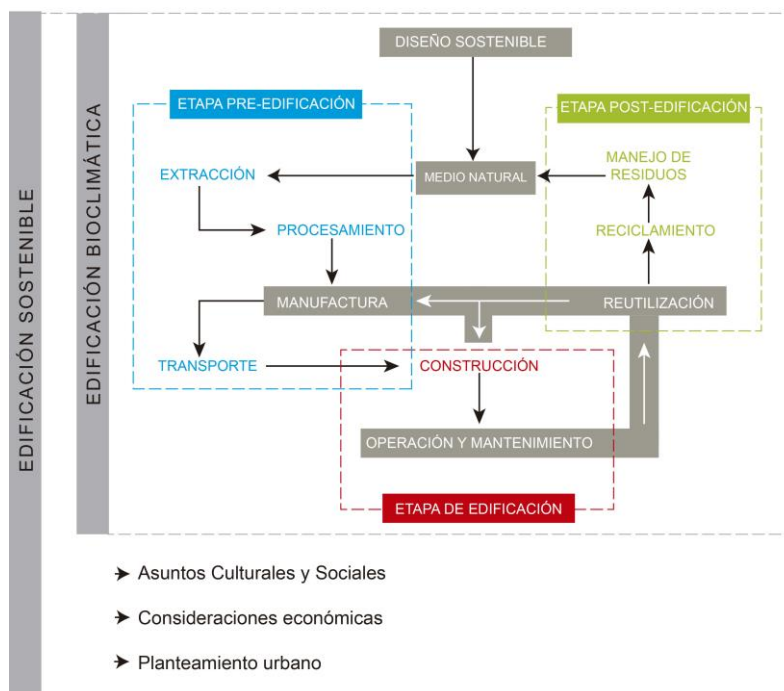 EDIFICACIÓN SOSTENIBLE
EDIFICACIÓN BIOCLIMÁTICA
DISEÑO SOSTENIBLE
ETAPA PRE-EDIFICACIÓN
ETAPA POST-EDIFICACIÓN
EXTRACCIÓN
MEDIO NATURAL
MANEJO DE
RESIDUOS
PROCESAMIENTO
RECICLAMIENTO
MANUFACTURA
REUTILIZACIÓN
TRANSPORTE
CONSTRUCCIÓN
OPERACIÓN Y MANTENIMIENTO
ETAPA DE EDIFICACIÓN
Asuntos Culturales y Sociales
Consideraciones económicas
Planteamiento urbano